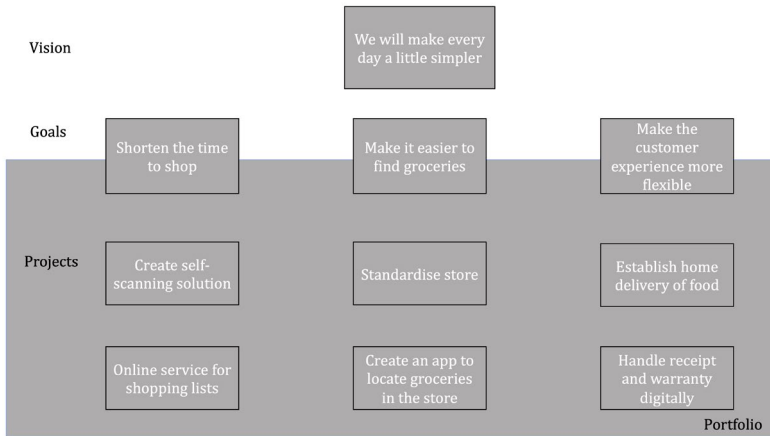 Vision
We will make every
day a little simpler
Goals
Shorten the time
to shop
Make it easier to
find groceries
Make the
customer
experience more
flexible
Projects
Create self-
scanning solution
Standardise store
Establish home
delivery of food
Online service for
shopping lists
Create an app to
locate groceries
in the store
Handle receipt
and warranty
digitally
Portfolio